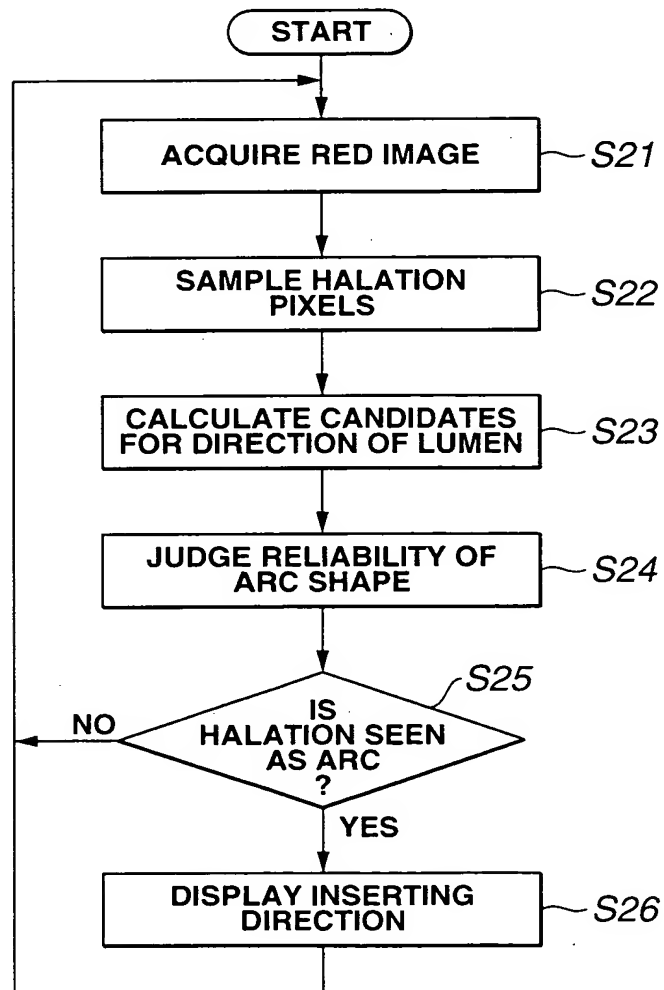 START
ACQUIRE RED IMAGE
S21
SAMPLE HALATION
PIXELS
S22
CALCULATE CANDIDATES
FOR DIRECTION OF LUMEN
S23
JUDGE RELIABILITY OF
ARC SHAPE
S24
S25
IS
HALATION SEEN
AS ARC
?
NO
YES
DISPLAY INSERTING
DIRECTION
S26